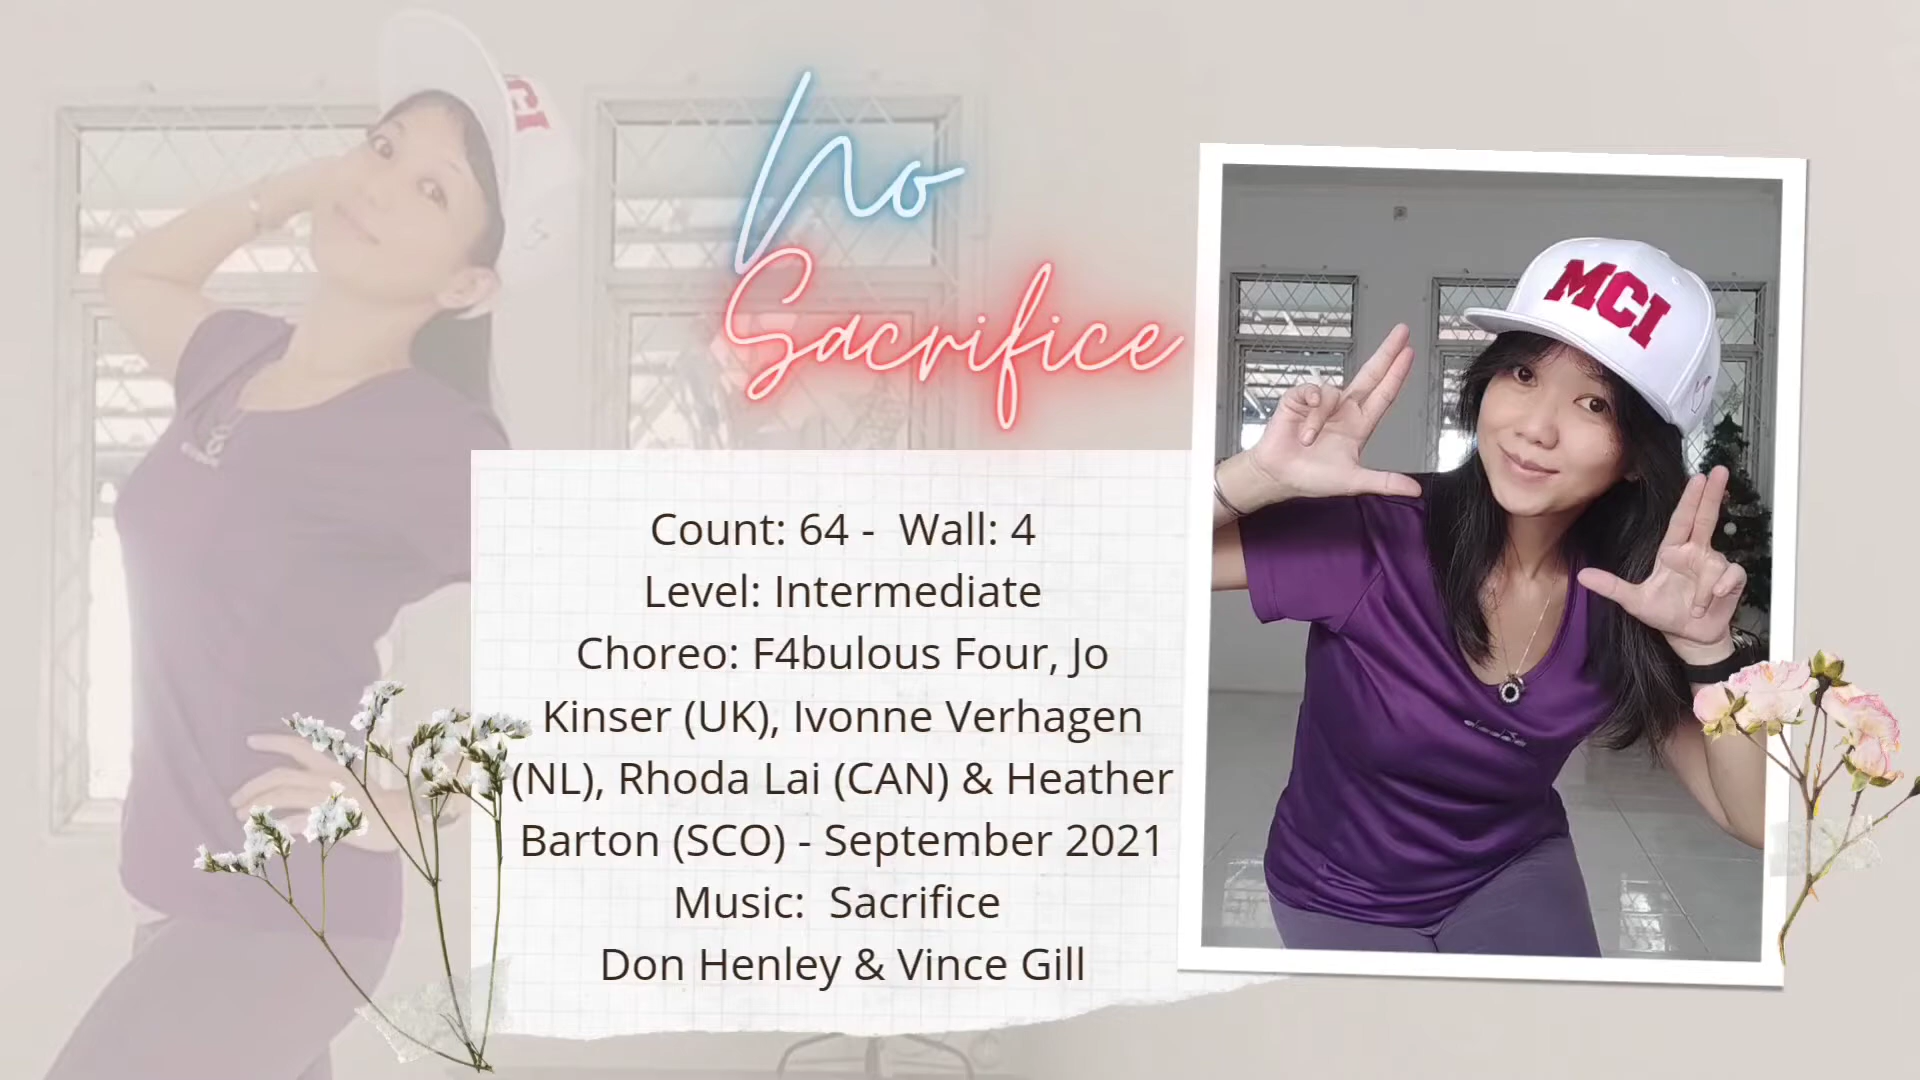 No
Sacrifice
Count: 64 - Wall: 4
Level: Intermediate
Choreo: F4bulous Four, Jo
Kinser (UK), Ivonne Verhagen
(NL), Rhoda Lai (CAN) & Heather
Barton (SCO) - September 2021
Music: Sacrifice
Don Henley & Vince Gill
MCI